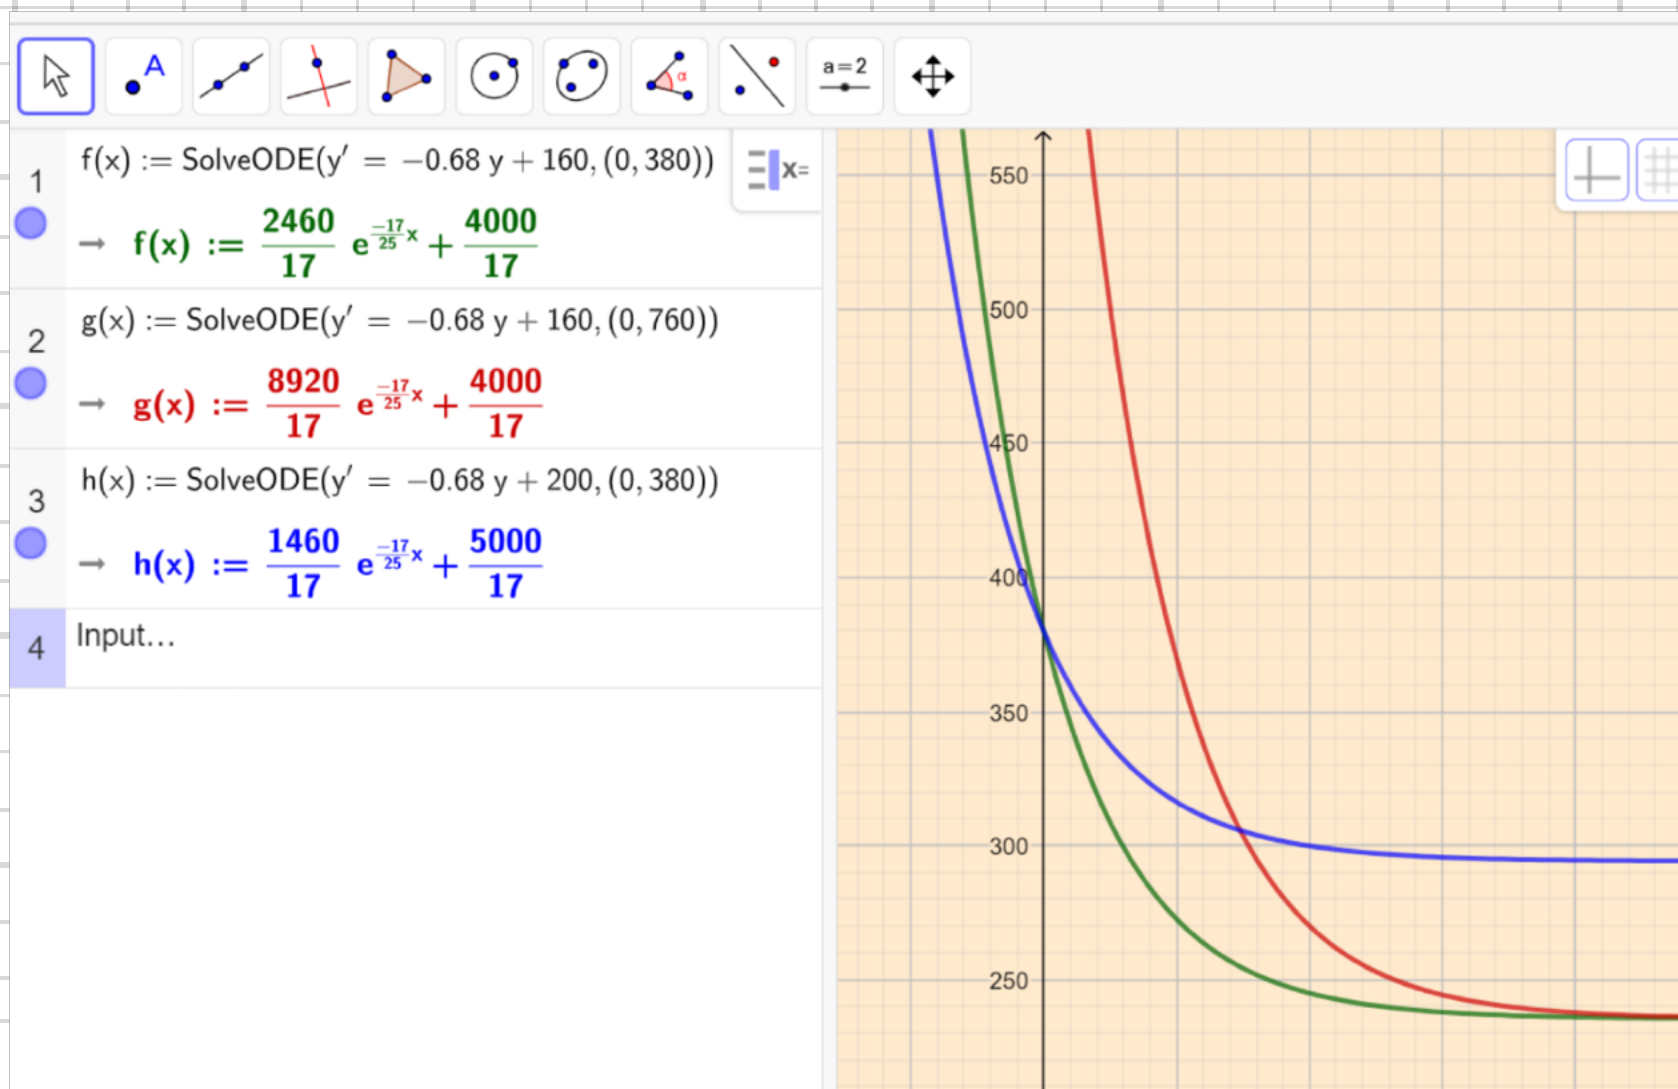 A
α
a=2
1
f(x) := SolveODE(y′ = −0.68 y + 160, (0, 380))
x=
→ f(x) := 2460/17 e^(−17/25 x) + 4000/17
2
g(x) := SolveODE(y′ = −0.68 y + 160, (0, 760))
→ g(x) := 8920/17 e^(−17/25 x) + 4000/17
3
h(x) := SolveODE(y′ = −0.68 y + 200, (0, 380))
→ h(x) := 1460/17 e^(−17/25 x) + 5000/17
4
Input...
550
500
450
400
350
300
250